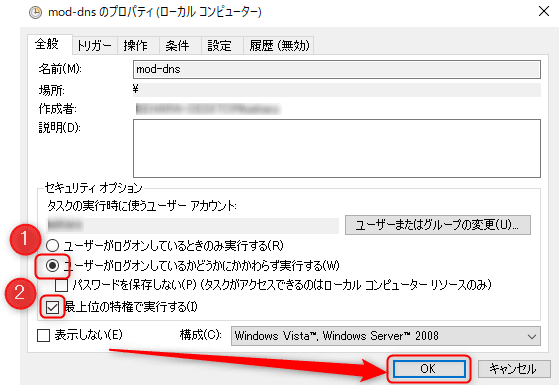 mod-dns のプロパティ (ローカル コンピューター)
全般 トリガー 操作 条件 設定 履歴 (無効)
名前(M): mod-dns
場所: \
作成者:
説明(D):
セキュリティ オプション
タスクの実行時に使うユーザー アカウント:
ユーザーまたはグループの変更(U)...
1
ユーザーがログオンしているときのみ実行する(R)
ユーザーがログオンしているかどうかにかかわらず実行する(W)
パスワードを保存しない(P) (タスクがアクセスできるのはローカル コンピューター リソースのみ)
2
最上位の特権で実行する(I)
表示しない(E) 構成(C): Windows Vista™, Windows Server™ 2008
OK キャンセル